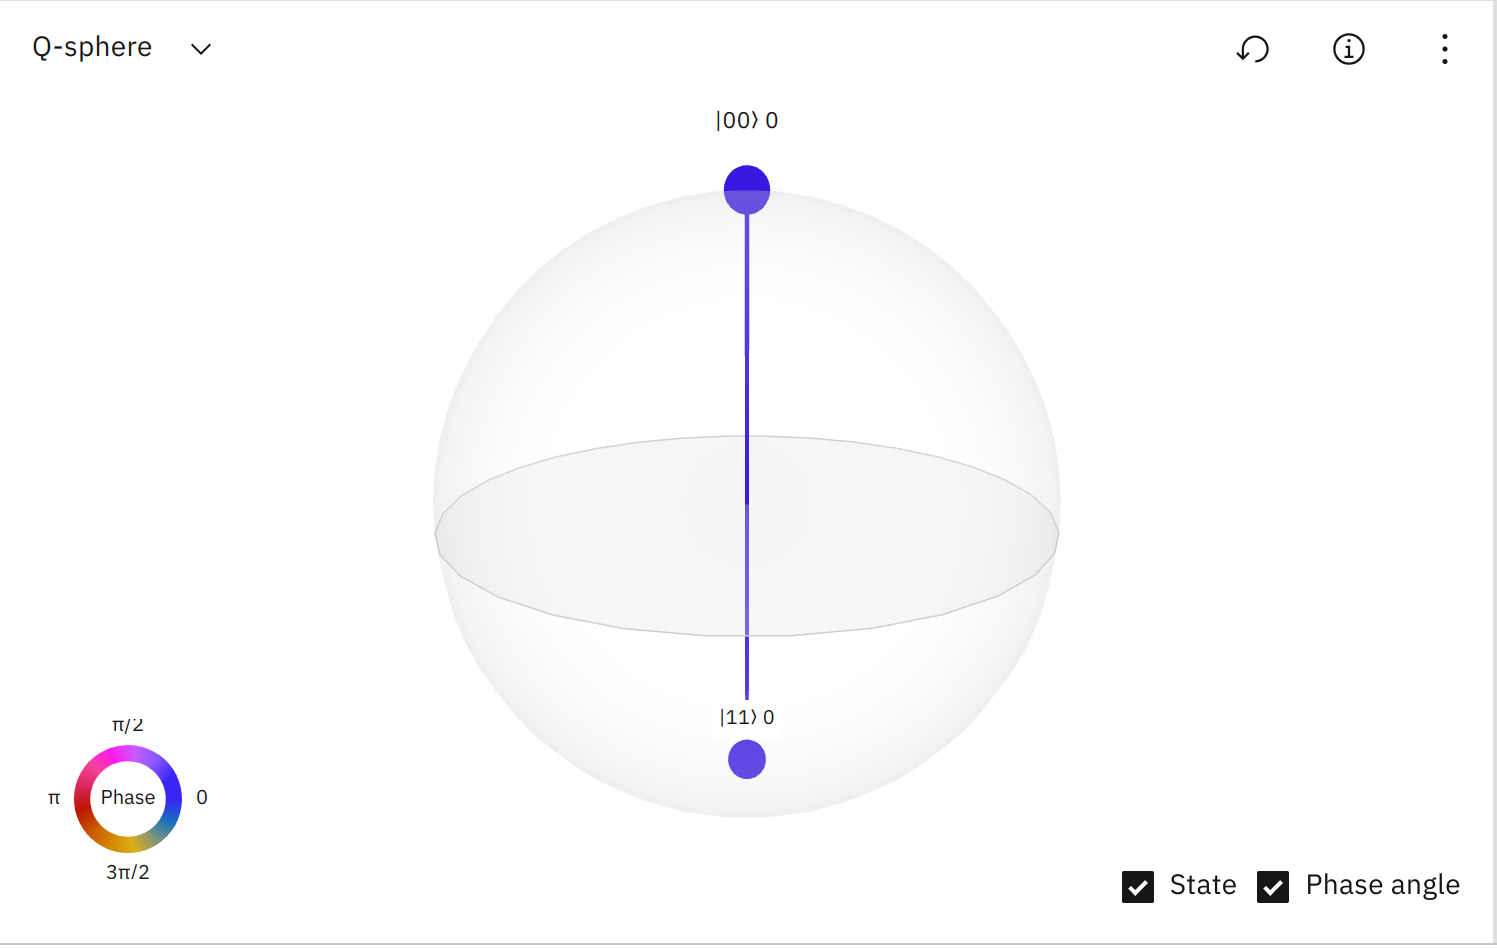 Q-sphere
|00⟩ 0
|11⟩ 0
π/2
π
Phase
0
3π/2
State
Phase angle